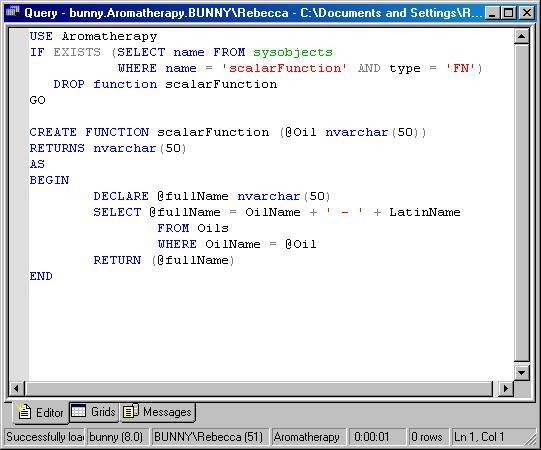 Query - bunny.Aromatherapy.BUNNY\Rebecca - C:\Documents and Settings\R...
USE Aromatherapy
IF EXISTS (SELECT name FROM sysobjects
WHERE name = 'scalarFunction' AND type = 'FN')
DROP function scalarFunction
GO
CREATE FUNCTION scalarFunction (@Oil nvarchar(50))
RETURNS nvarchar(50)
AS
BEGIN
DECLARE @fullName nvarchar(50)
SELECT @fullName = OilName + ' - ' + LatinName
FROM Oils
WHERE OilName = @Oil
RETURN (@fullName)
END
Editor Grids Messages
Successfully loa bunny (8.0) BUNNY\Rebecca (51) Aromatherapy 0:00:01 0 rows Ln 1, Col 1